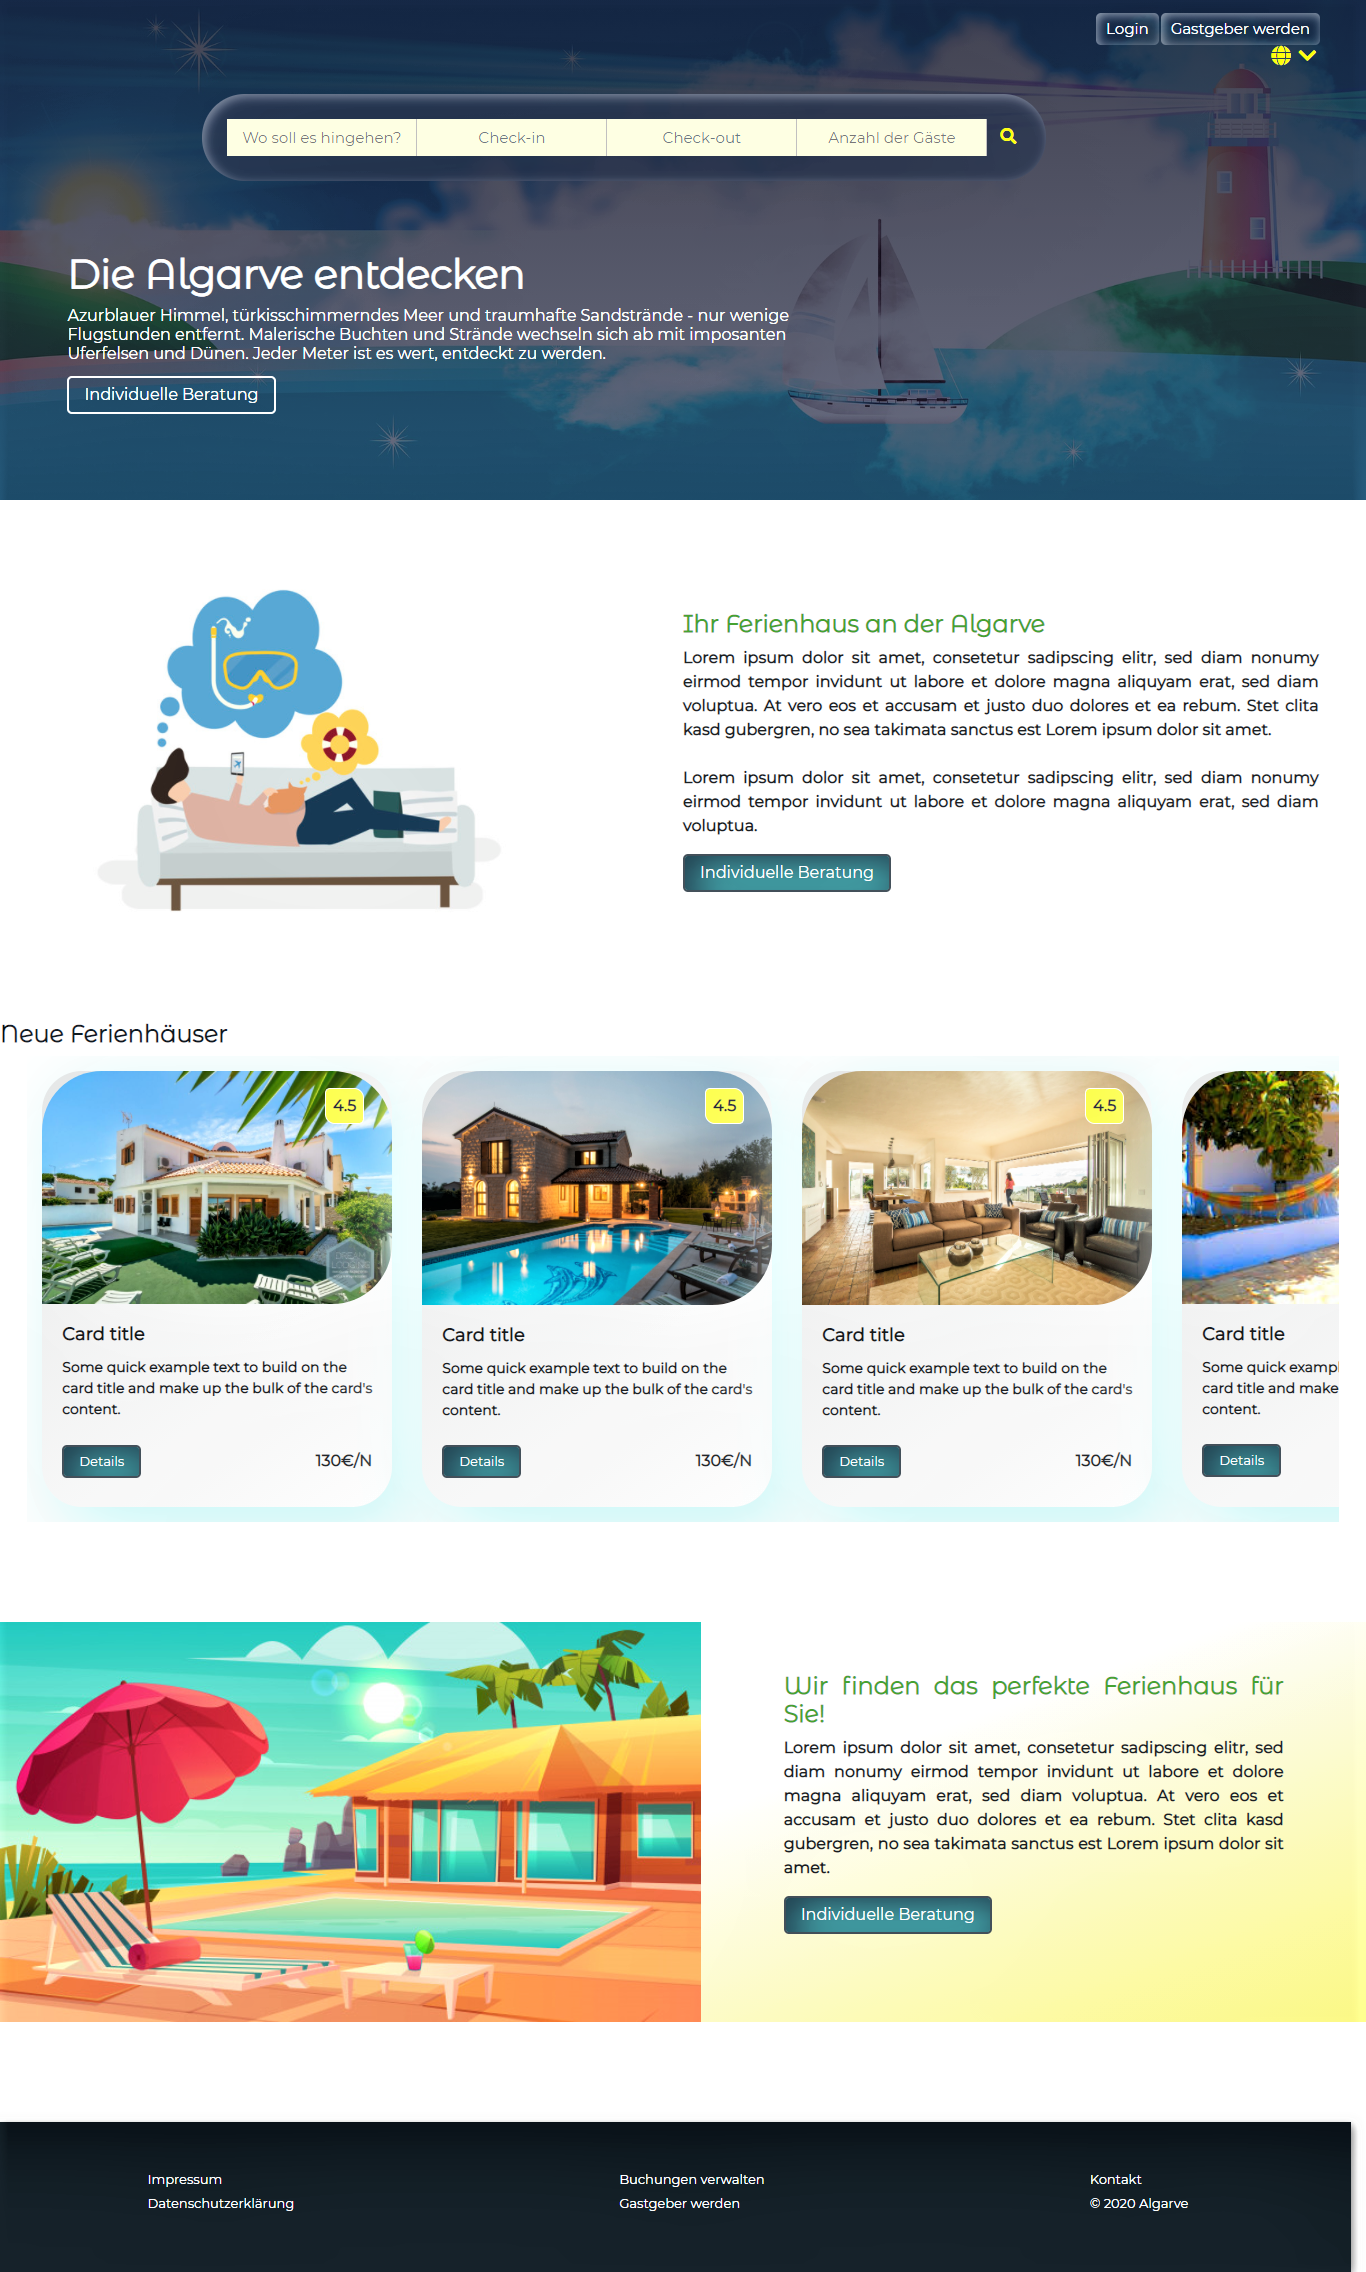 Login
Gastgeber werden
Wo soll es hingehen?
Check-in
Check-out
Anzahl der Gäste
Die Algarve entdecken
Azurblauer Himmel, türkisschimmerndes Meer und traumhafte Sandstrände - nur wenige
Flugstunden entfernt. Malerische Buchten und Strände wechseln sich ab mit imposanten
Uferfelsen und Dünen. Jeder Meter ist es wert, entdeckt zu werden.
Individuelle Beratung
Ihr Ferienhaus an der Algarve
Lorem ipsum dolor sit amet, consetetur sadipscing elitr, sed diam nonumy
eirmod tempor invidunt ut labore et dolore magna aliquyam erat, sed diam
voluptua. At vero eos et accusam et justo duo dolores et ea rebum. Stet clita
kasd gubergren, no sea takimata sanctus est Lorem ipsum dolor sit amet.
Lorem ipsum dolor sit amet, consetetur sadipscing elitr, sed diam nonumy
eirmod tempor invidunt ut labore et dolore magna aliquyam erat, sed diam
voluptua.
Individuelle Beratung
Neue Ferienhäuser
4.5
Card title
Some quick example text to build on the
card title and make up the bulk of the card's
content.
Details
130€/N
4.5
Card title
Some quick example text to build on the
card title and make up the bulk of the card's
content.
Details
130€/N
4.5
Card title
Some quick example text to build on the
card title and make up the bulk of the card's
content.
Details
130€/N
Card title
Some quick exampl
card title and make
content.
Details
Wir finden das perfekte Ferienhaus für
Sie!
Lorem ipsum dolor sit amet, consetetur sadipscing elitr, sed
diam nonumy eirmod tempor invidunt ut labore et dolore
magna aliquyam erat, sed diam voluptua. At vero eos et
accusam et justo duo dolores et ea rebum. Stet clita kasd
gubergren, no sea takimata sanctus est Lorem ipsum dolor sit
amet.
Individuelle Beratung
Impressum
Datenschutzerklärung
Buchungen verwalten
Gastgeber werden
Kontakt
© 2020 Algarve